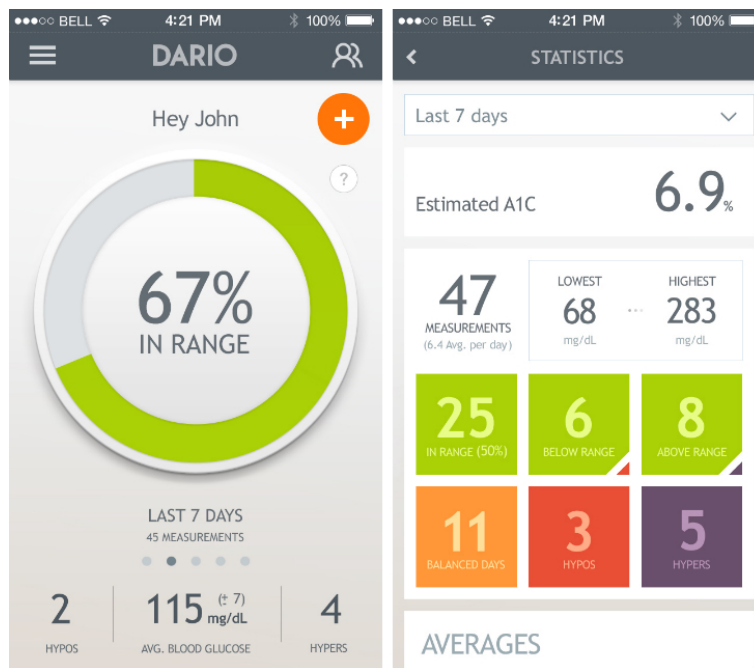 BELL 4:21 PM 100%
DARIO
Hey John
+
?
67%
IN RANGE
LAST 7 DAYS
45 MEASUREMENTS
2
HYPOS
115 (± 7) mg/dL
AVG. BLOOD GLUCOSE
4
HYPERS
BELL 4:21 PM 100%
STATISTICS
Last 7 days
Estimated A1C 6.9%
47
MEASUREMENTS
(6.4 Avg. per day)
LOWEST
68
mg/dL
...
HIGHEST
283
mg/dL
25
IN RANGE (50%)
6
BELOW RANGE
8
ABOVE RANGE
11
BALANCED DAYS
3
HYPOS
5
HYPERS
AVERAGES